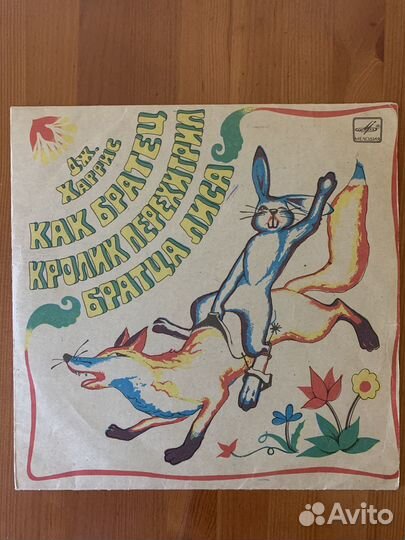 ДЖ.
ХАРРИС
КАК БРАТЕЦ
КРОЛИК ПЕРЕХИТРИЛ
БРАТЦА ЛИСА
МЕЛОДИЯ
Avito